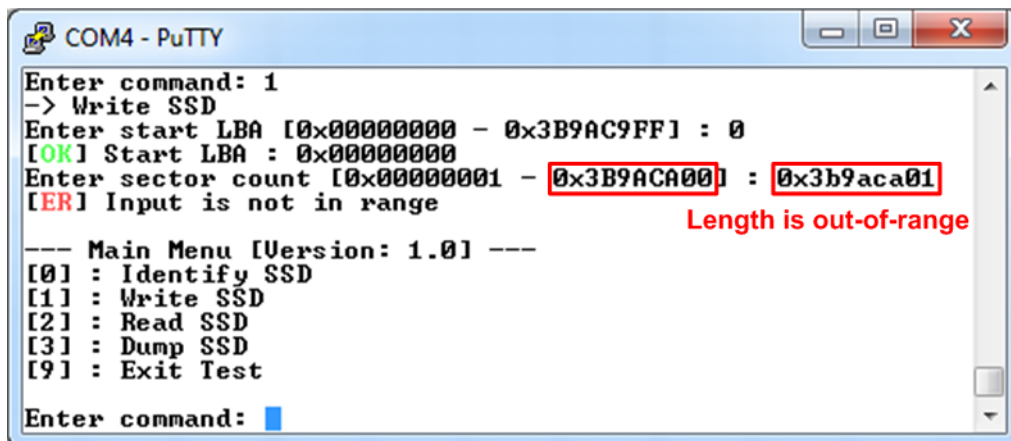 COM4 - PuTTY
Enter command: 1
-> Write SSD
Enter start LBA [0x00000000 - 0x3B9AC9FF] : 0
[OK] Start LBA : 0x00000000
Enter sector count [0x00000001 - 0x3B9ACA00] : 0x3b9aca01
[ER] Input is not in range
Length is out-of-range
--- Main Menu [Version: 1.0] ---
[0] : Identify SSD
[1] : Write SSD
[2] : Read SSD
[3] : Dump SSD
[9] : Exit Test
Enter command: